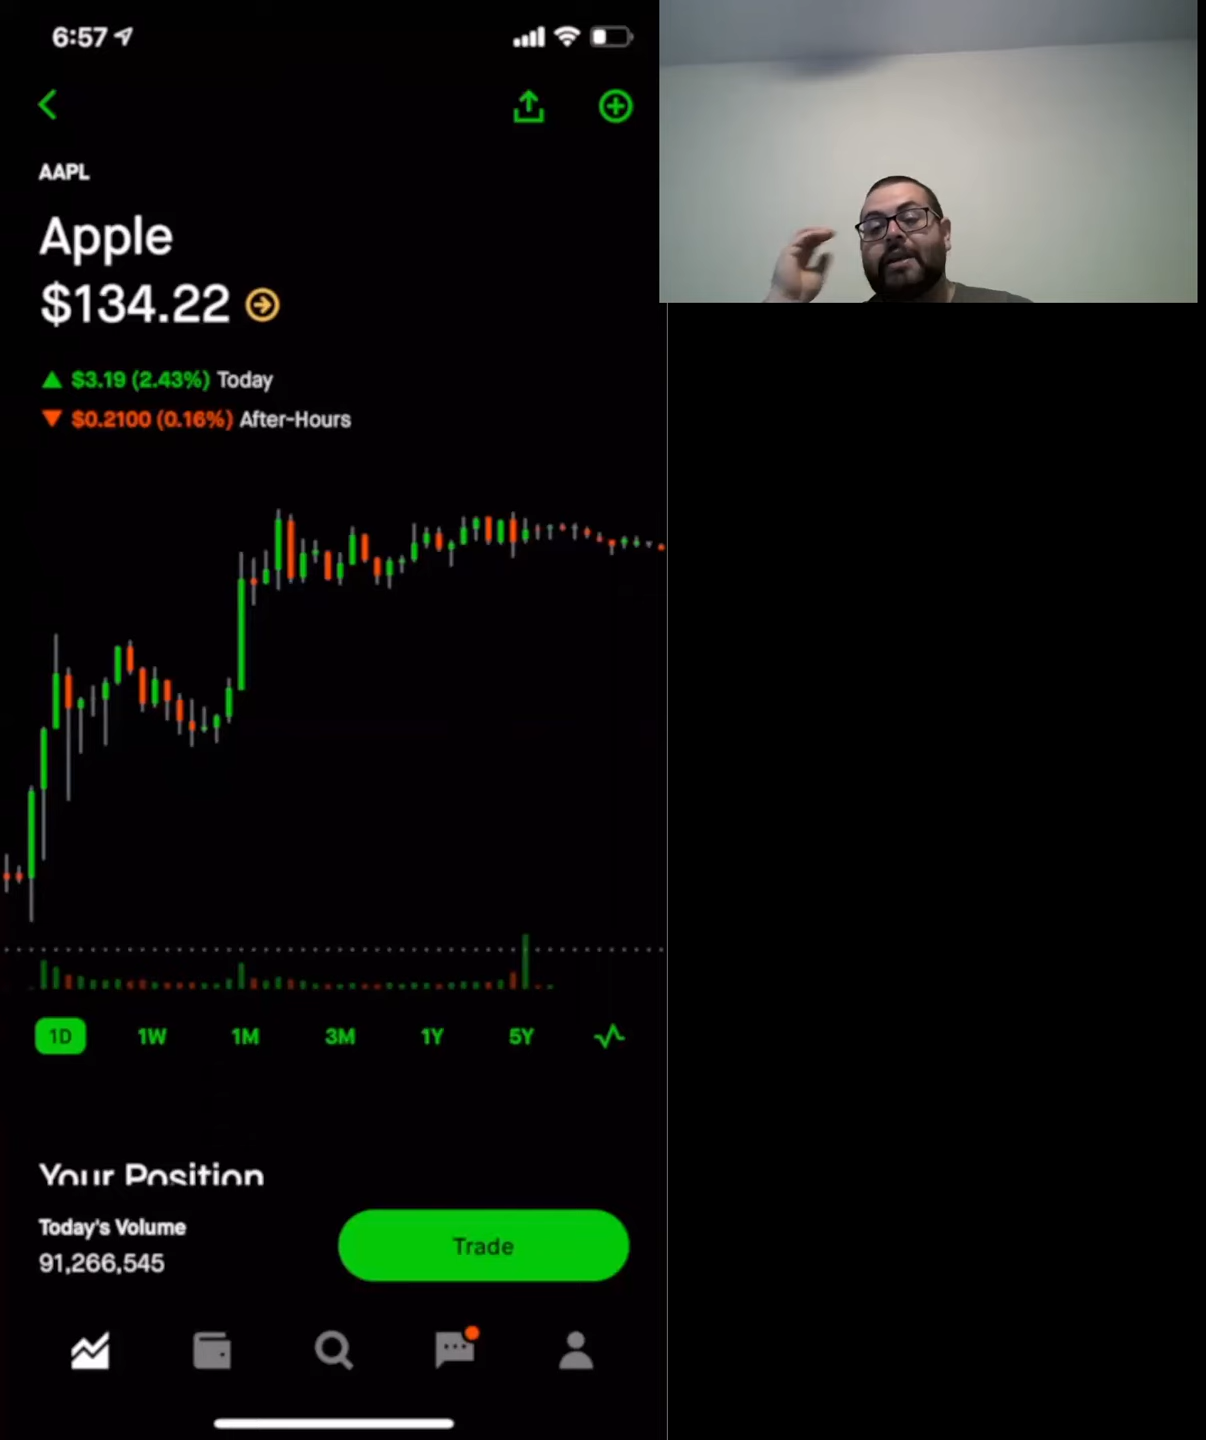 6:57
AAPL
Apple
$134.22
$3.19 (2.43%) Today
$0.2100 (0.16%) After-Hours
1D 1W 1M 3M 1Y 5Y
Your Position
Today's Volume
91,266,545
Trade